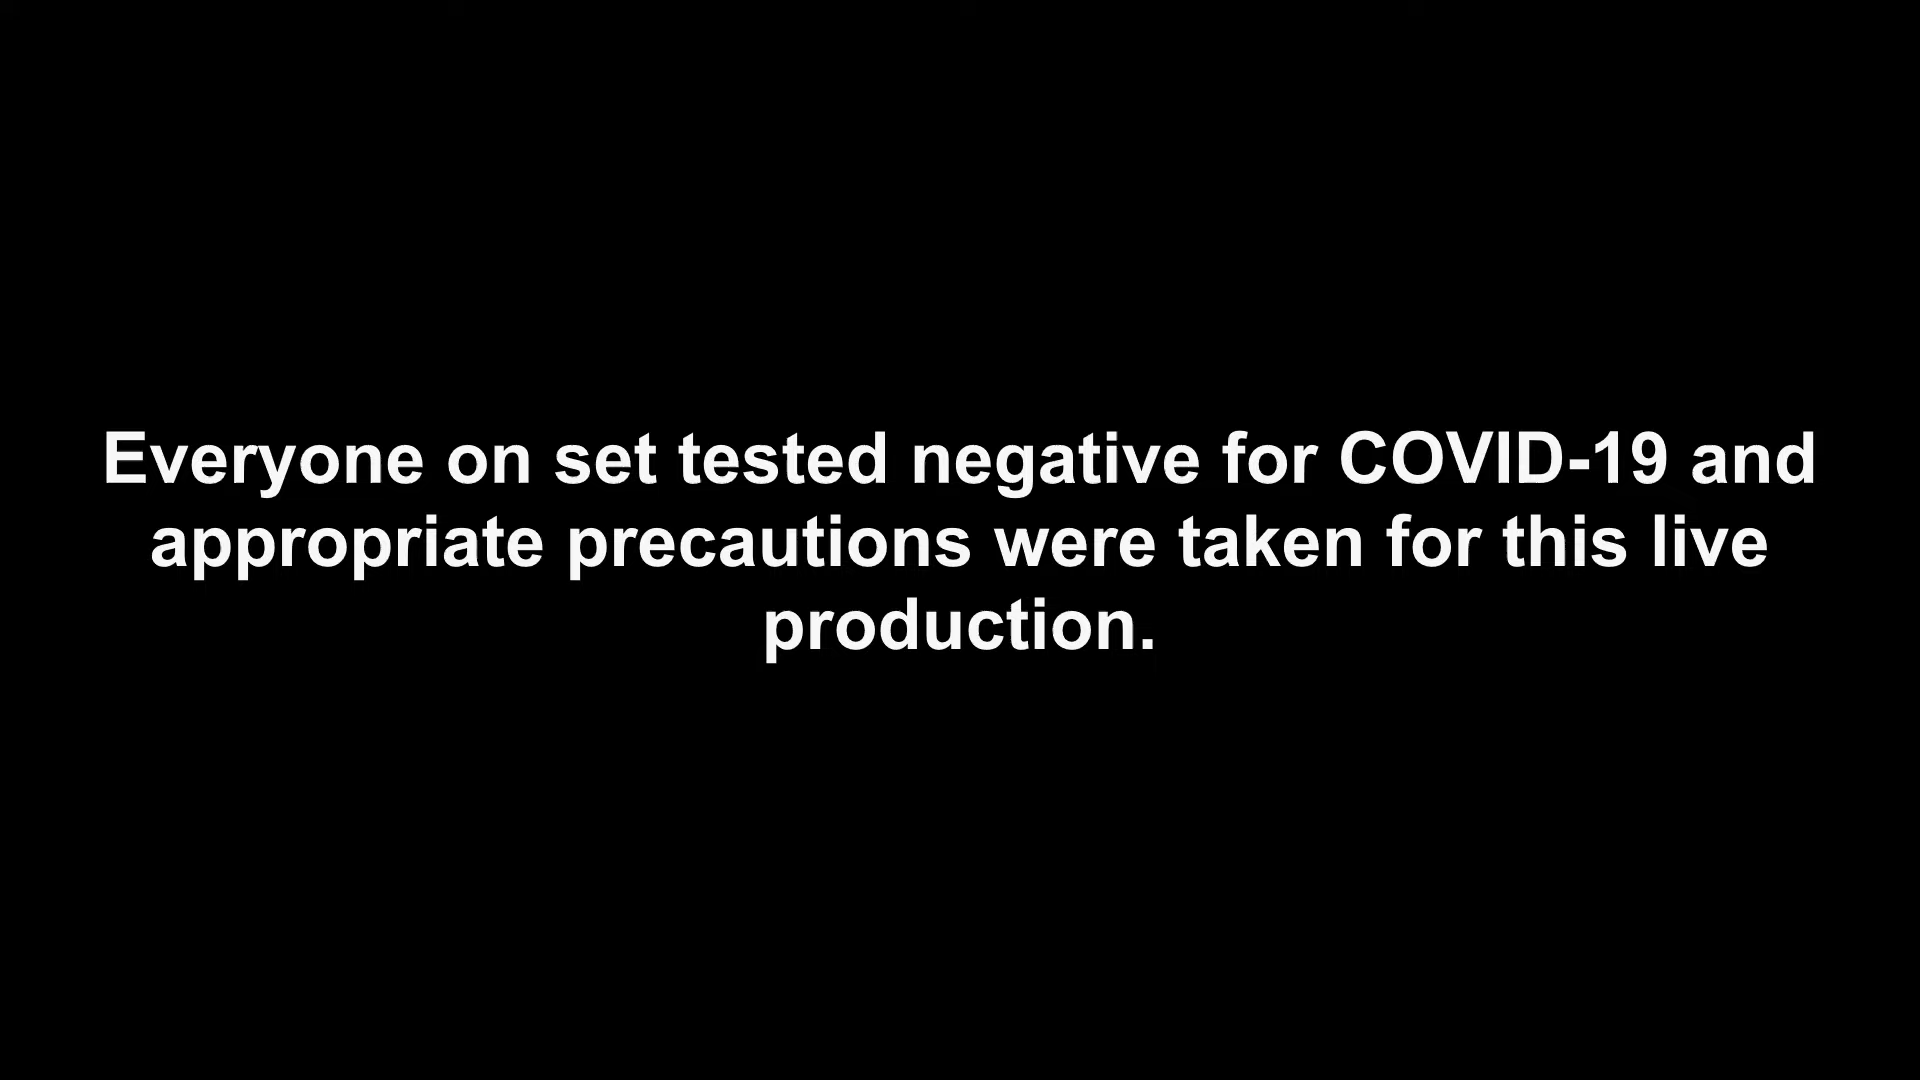 Everyone on set tested negative for COVID-19 and
appropriate precautions were taken for this live
production.